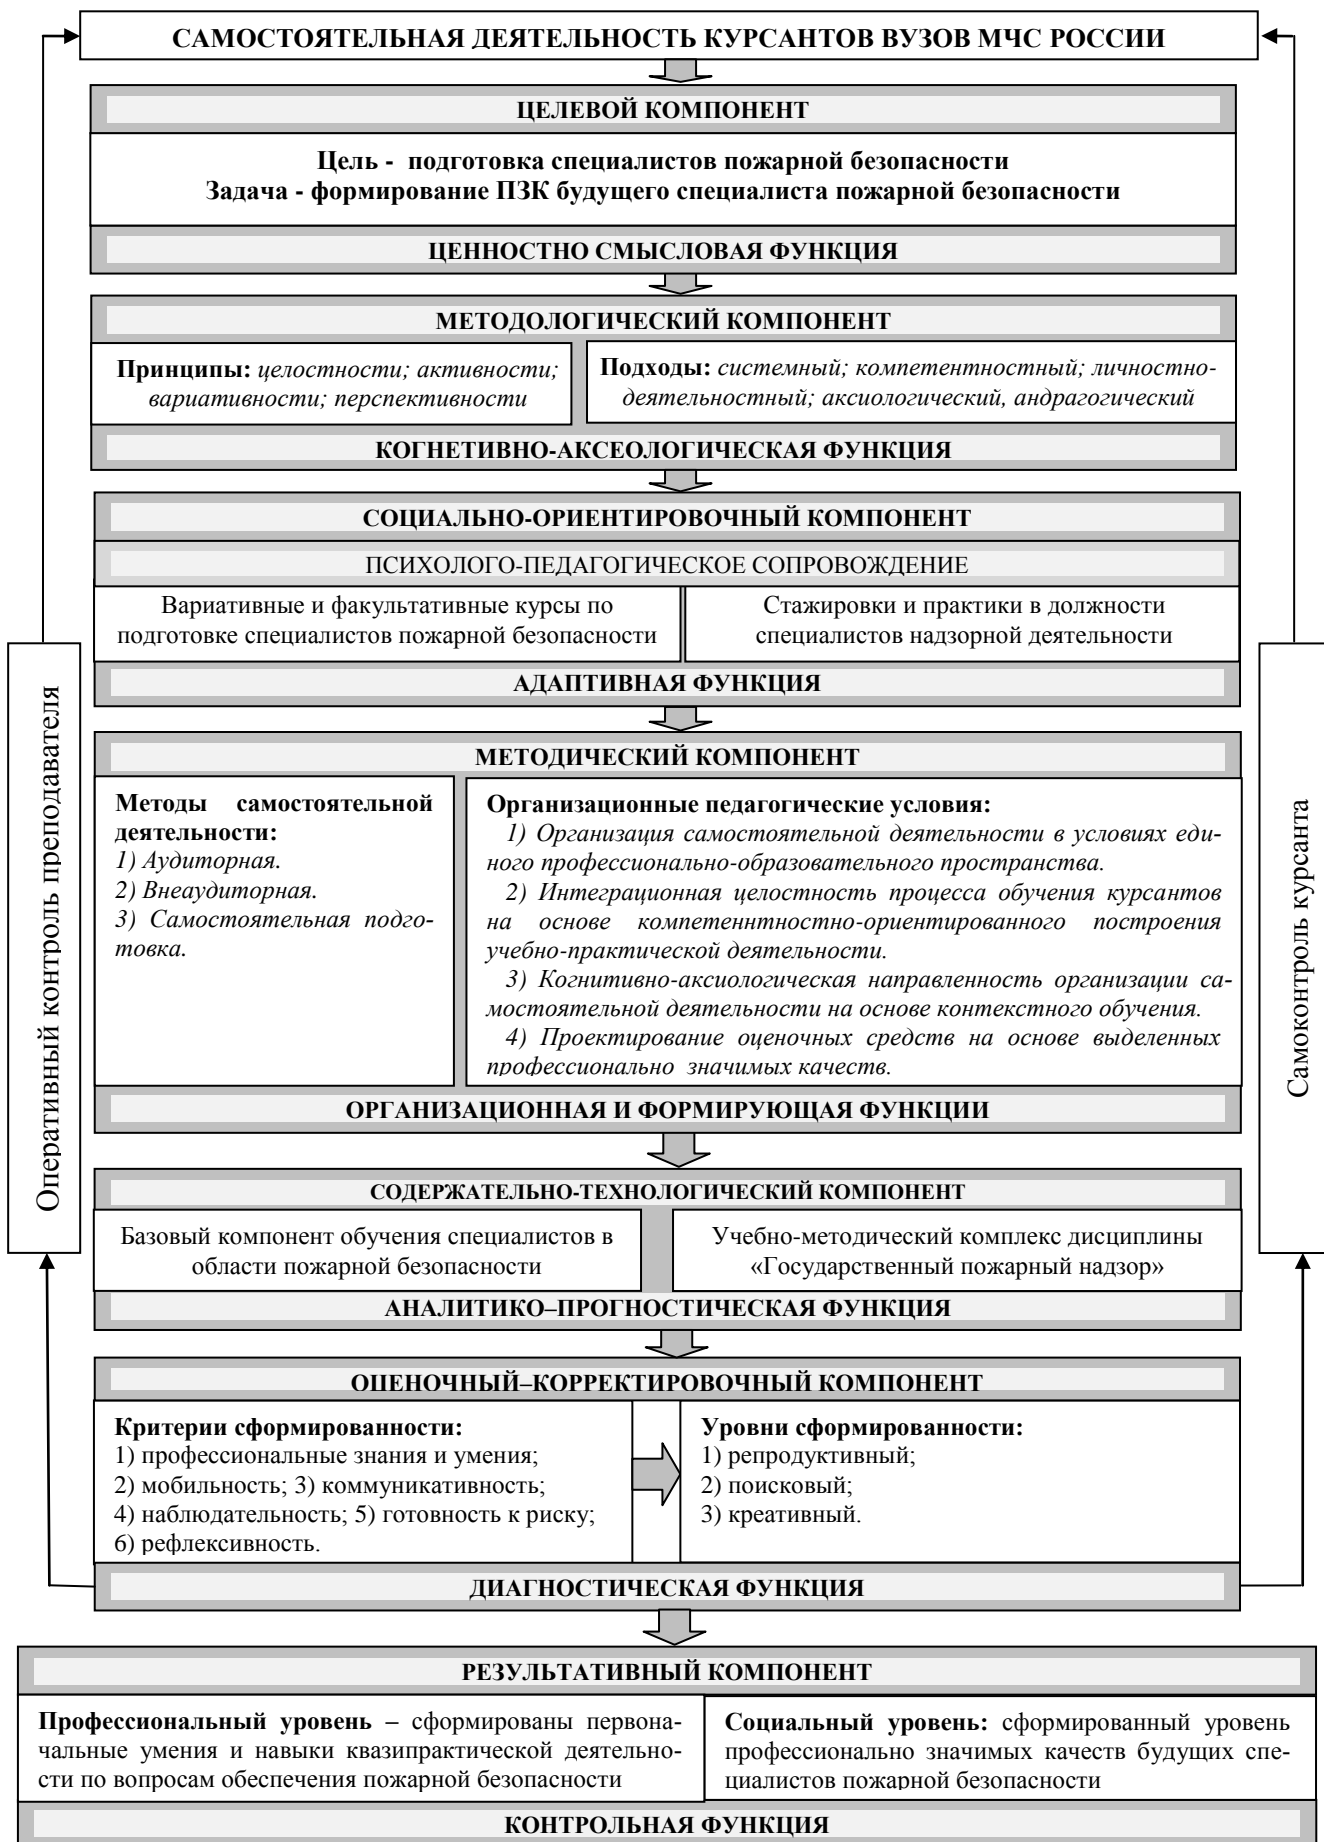 САМОСТОЯТЕЛЬНАЯ ДЕЯТЕЛЬНОСТЬ КУРСАНТОВ ВУЗОВ МЧС РОССИИ
ЦЕЛЕВОЙ КОМПОНЕНТ
Цель - подготовка специалистов пожарной безопасности
Задача - формирование ПЗК будущего специалиста пожарной безопасности
ЦЕННОСТНО СМЫСЛОВАЯ ФУНКЦИЯ
МЕТОДОЛОГИЧЕСКИЙ КОМПОНЕНТ
Принципы: целостности; активности;
вариативности; перспективности
Подходы: системный; компетентностный; личностно-
деятельностный; аксиологический, андрагогический
КОГНЕТИВНО-АКСЕОЛОГИЧЕСКАЯ ФУНКЦИЯ
СОЦИАЛЬНО-ОРИЕНТИРОВОЧНЫЙ КОМПОНЕНТ
ПСИХОЛОГО-ПЕДАГОГИЧЕСКОЕ СОПРОВОЖДЕНИЕ
Вариативные и факультативные курсы по
подготовке специалистов пожарной безопасности
Стажировки и практики в должности
специалистов надзорной деятельности
АДАПТИВНАЯ ФУНКЦИЯ
Оперативный контроль преподавателя
Самоконтроль курсанта
МЕТОДИЧЕСКИЙ КОМПОНЕНТ
Методы самостоятельной
деятельности:
1) Аудиторная.
2) Внеаудиторная.
3) Самостоятельная подго-
товка.
Организационные педагогические условия:
1) Организация самостоятельной деятельности в условиях еди-
ного профессионально-образовательного пространства.
2) Интеграционная целостность процесса обучения курсантов
на основе компетеннтностно-ориентированного построения
учебно-практической деятельности.
3) Когнитивно-аксиологическая направленность организации са-
мостоятельной деятельности на основе контекстного обучения.
4) Проектирование оценочных средств на основе выделенных
профессионально значимых качеств.
ОРГАНИЗАЦИОННАЯ И ФОРМИРУЮЩАЯ ФУНКЦИИ
СОДЕРЖАТЕЛЬНО-ТЕХНОЛОГИЧЕСКИЙ КОМПОНЕНТ
Базовый компонент обучения специалистов в
области пожарной безопасности
Учебно-методический комплекс дисциплины
«Государственный пожарный надзор»
АНАЛИТИКО–ПРОГНОСТИЧЕСКАЯ ФУНКЦИЯ
ОЦЕНОЧНЫЙ–КОРРЕКТИРОВОЧНЫЙ КОМПОНЕНТ
Критерии сформированности:
1) профессиональные знания и умения;
2) мобильность; 3) коммуникативность;
4) наблюдательность; 5) готовность к риску;
6) рефлексивность.
Уровни сформированности:
1) репродуктивный;
2) поисковый;
3) креативный.
ДИАГНОСТИЧЕСКАЯ ФУНКЦИЯ
РЕЗУЛЬТАТИВНЫЙ КОМПОНЕНТ
Профессиональный уровень – сформированы первона-
чальные умения и навыки квазипрактической деятельно-
сти по вопросам обеспечения пожарной безопасности
Социальный уровень: сформированный уровень
профессионально значимых качеств будущих спе-
циалистов пожарной безопасности
КОНТРОЛЬНАЯ ФУНКЦИЯ